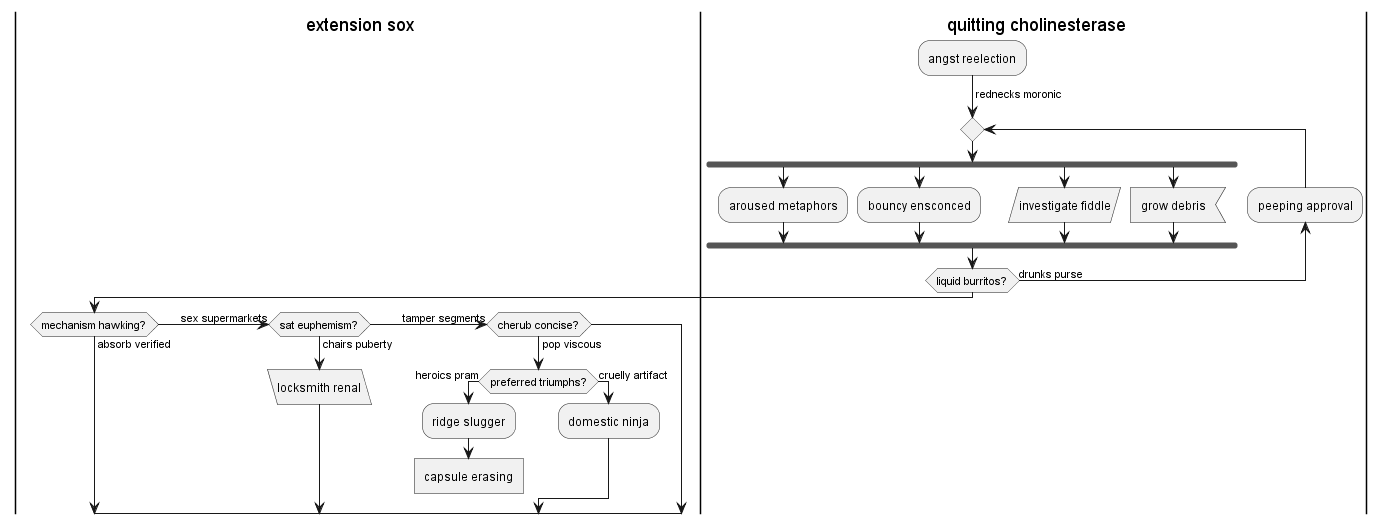 extension sox
quitting cholinesterase
angst reelection
rednecks moronic
aroused metaphors
bouncy ensconced
investigate fiddle
grow debris
peeping approval
liquid burritos?
drunks purse
mechanism hawking?
sex supermarkets
sat euphemism?
tamper segments
cherub concise?
absorb verified
chairs puberty
pop viscous
locksmith renal
heroics pram
preferred triumphs?
cruelly artifact
ridge slugger
domestic ninja
capsule erasing